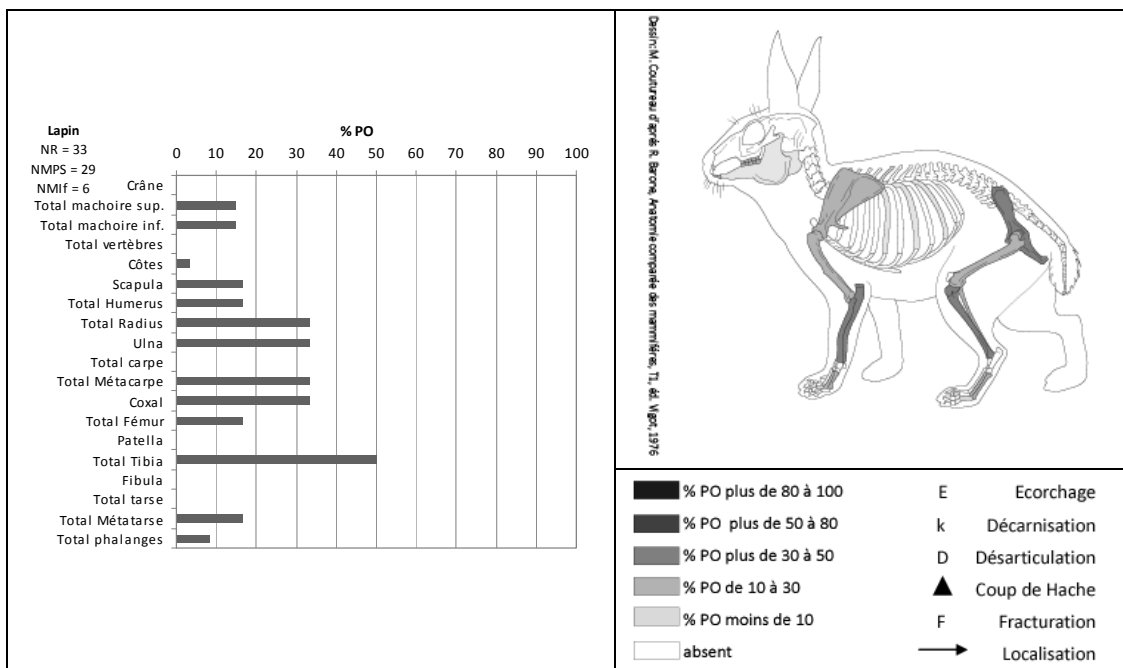 Lapin
NR = 33
NMPS = 29
NMIf = 6
% PO
0 10 20 30 40 50 60 70 80 90 100
Crâne
Total machoire sup.
Total machoire inf.
Total vertèbres
Côtes
Scapula
Total Humerus
Total Radius
Ulna
Total carpe
Total Métacarpe
Coxal
Total Fémur
Patella
Total Tibia
Fibula
Total tarse
Total Métatarse
Total phalanges
Dessin: M. Coutureau d'après R. Barone, Anatomie comparée des mammifères, T1, éd. Vigot, 1976
% PO plus de 80 à 100
% PO plus de 50 à 80
% PO plus de 30 à 50
% PO de 10 à 30
% PO moins de 10
absent
E Ecorchage
k Décarnisation
D Désarticulation
Coup de Hache
F Fracturation
Localisation